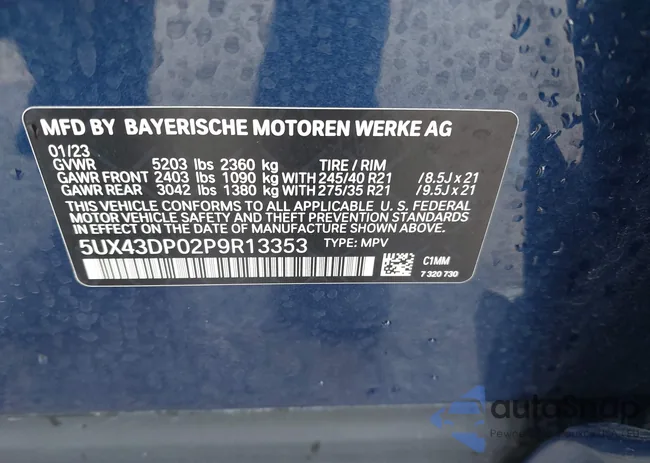 MFD BY BAYERISCHE MOTOREN WERKE AG
01/23
GVWR 5203 lbs 2360 kg TIRE / RIM
GAWR FRONT 2403 lbs 1090 kg WITH 245/40 R21 /8.5J x 21
GAWR REAR 3042 lbs 1380 kg WITH 275/35 R21 /9.5J x 21
THIS VEHICLE CONFORMS TO ALL APPLICABLE U. S. FEDERAL
MOTOR VEHICLE SAFETY AND THEFT PREVENTION STANDARDS
IN EFFECT ON THE DATE OF MANUFACTURE SHOWN ABOVE.
5UX43DP02P9R13353 TYPE: MPV
C1MM
7 320 730
autoSnap